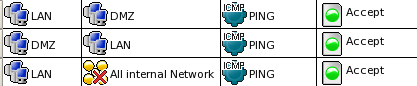 LAN DMZ ICMP PING Accept
DMZ LAN ICMP PING Accept
LAN All internal Network ICMP PING Accept